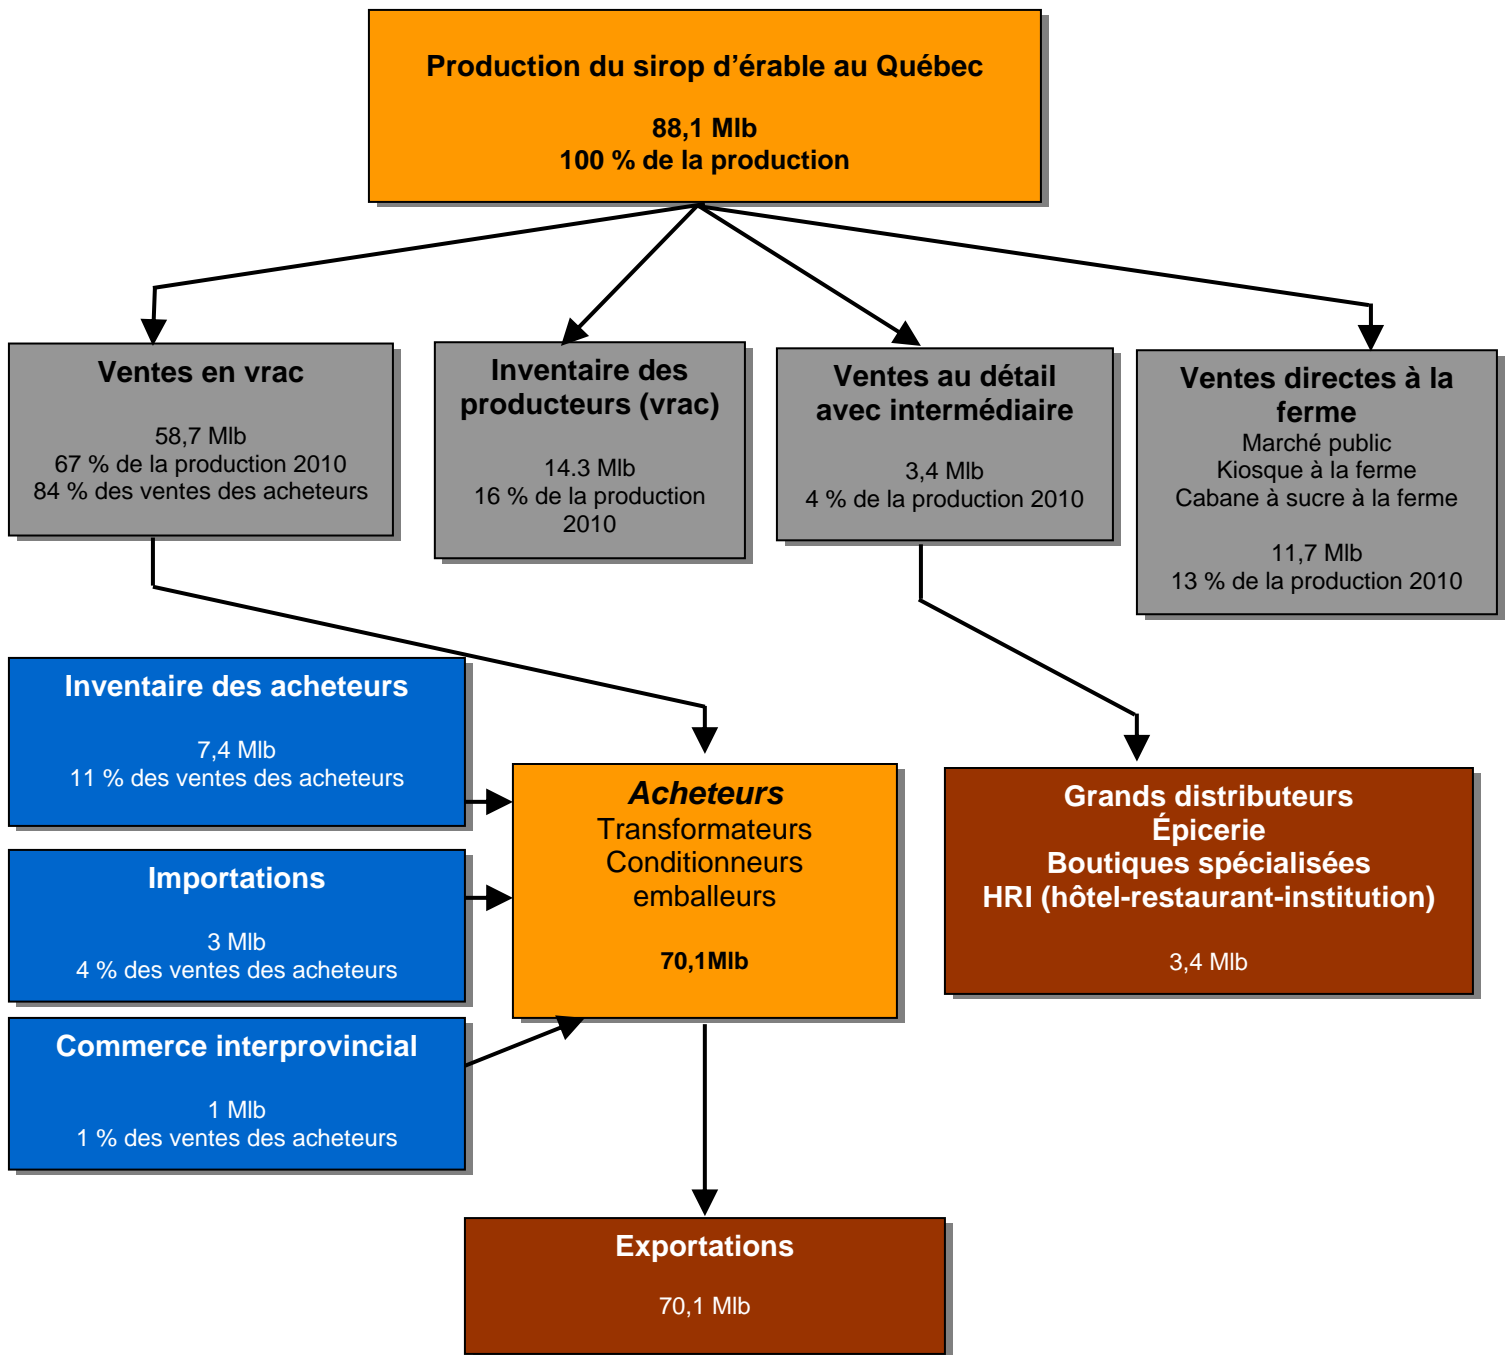 Production du sirop d’érable au Québec
88,1 Mlb
100 % de la production
Ventes en vrac
58,7 Mlb
67 % de la production 2010
84 % des ventes des acheteurs
Inventaire des
producteurs (vrac)
14.3 Mlb
16 % de la production
2010
Ventes au détail
avec intermédiaire
3,4 Mlb
4 % de la production 2010
Ventes directes à la
ferme
Marché public
Kiosque à la ferme
Cabane à sucre à la ferme
11,7 Mlb
13 % de la production 2010
Inventaire des acheteurs
7,4 Mlb
11 % des ventes des acheteurs
Importations
3 Mlb
4 % des ventes des acheteurs
Commerce interprovincial
1 Mlb
1 % des ventes des acheteurs
Acheteurs
Transformateurs
Conditionneurs
emballeurs
70,1Mlb
Grands distributeurs
Épicerie
Boutiques spécialisées
HRI (hôtel-restaurant-institution)
3,4 Mlb
Exportations
70,1 Mlb